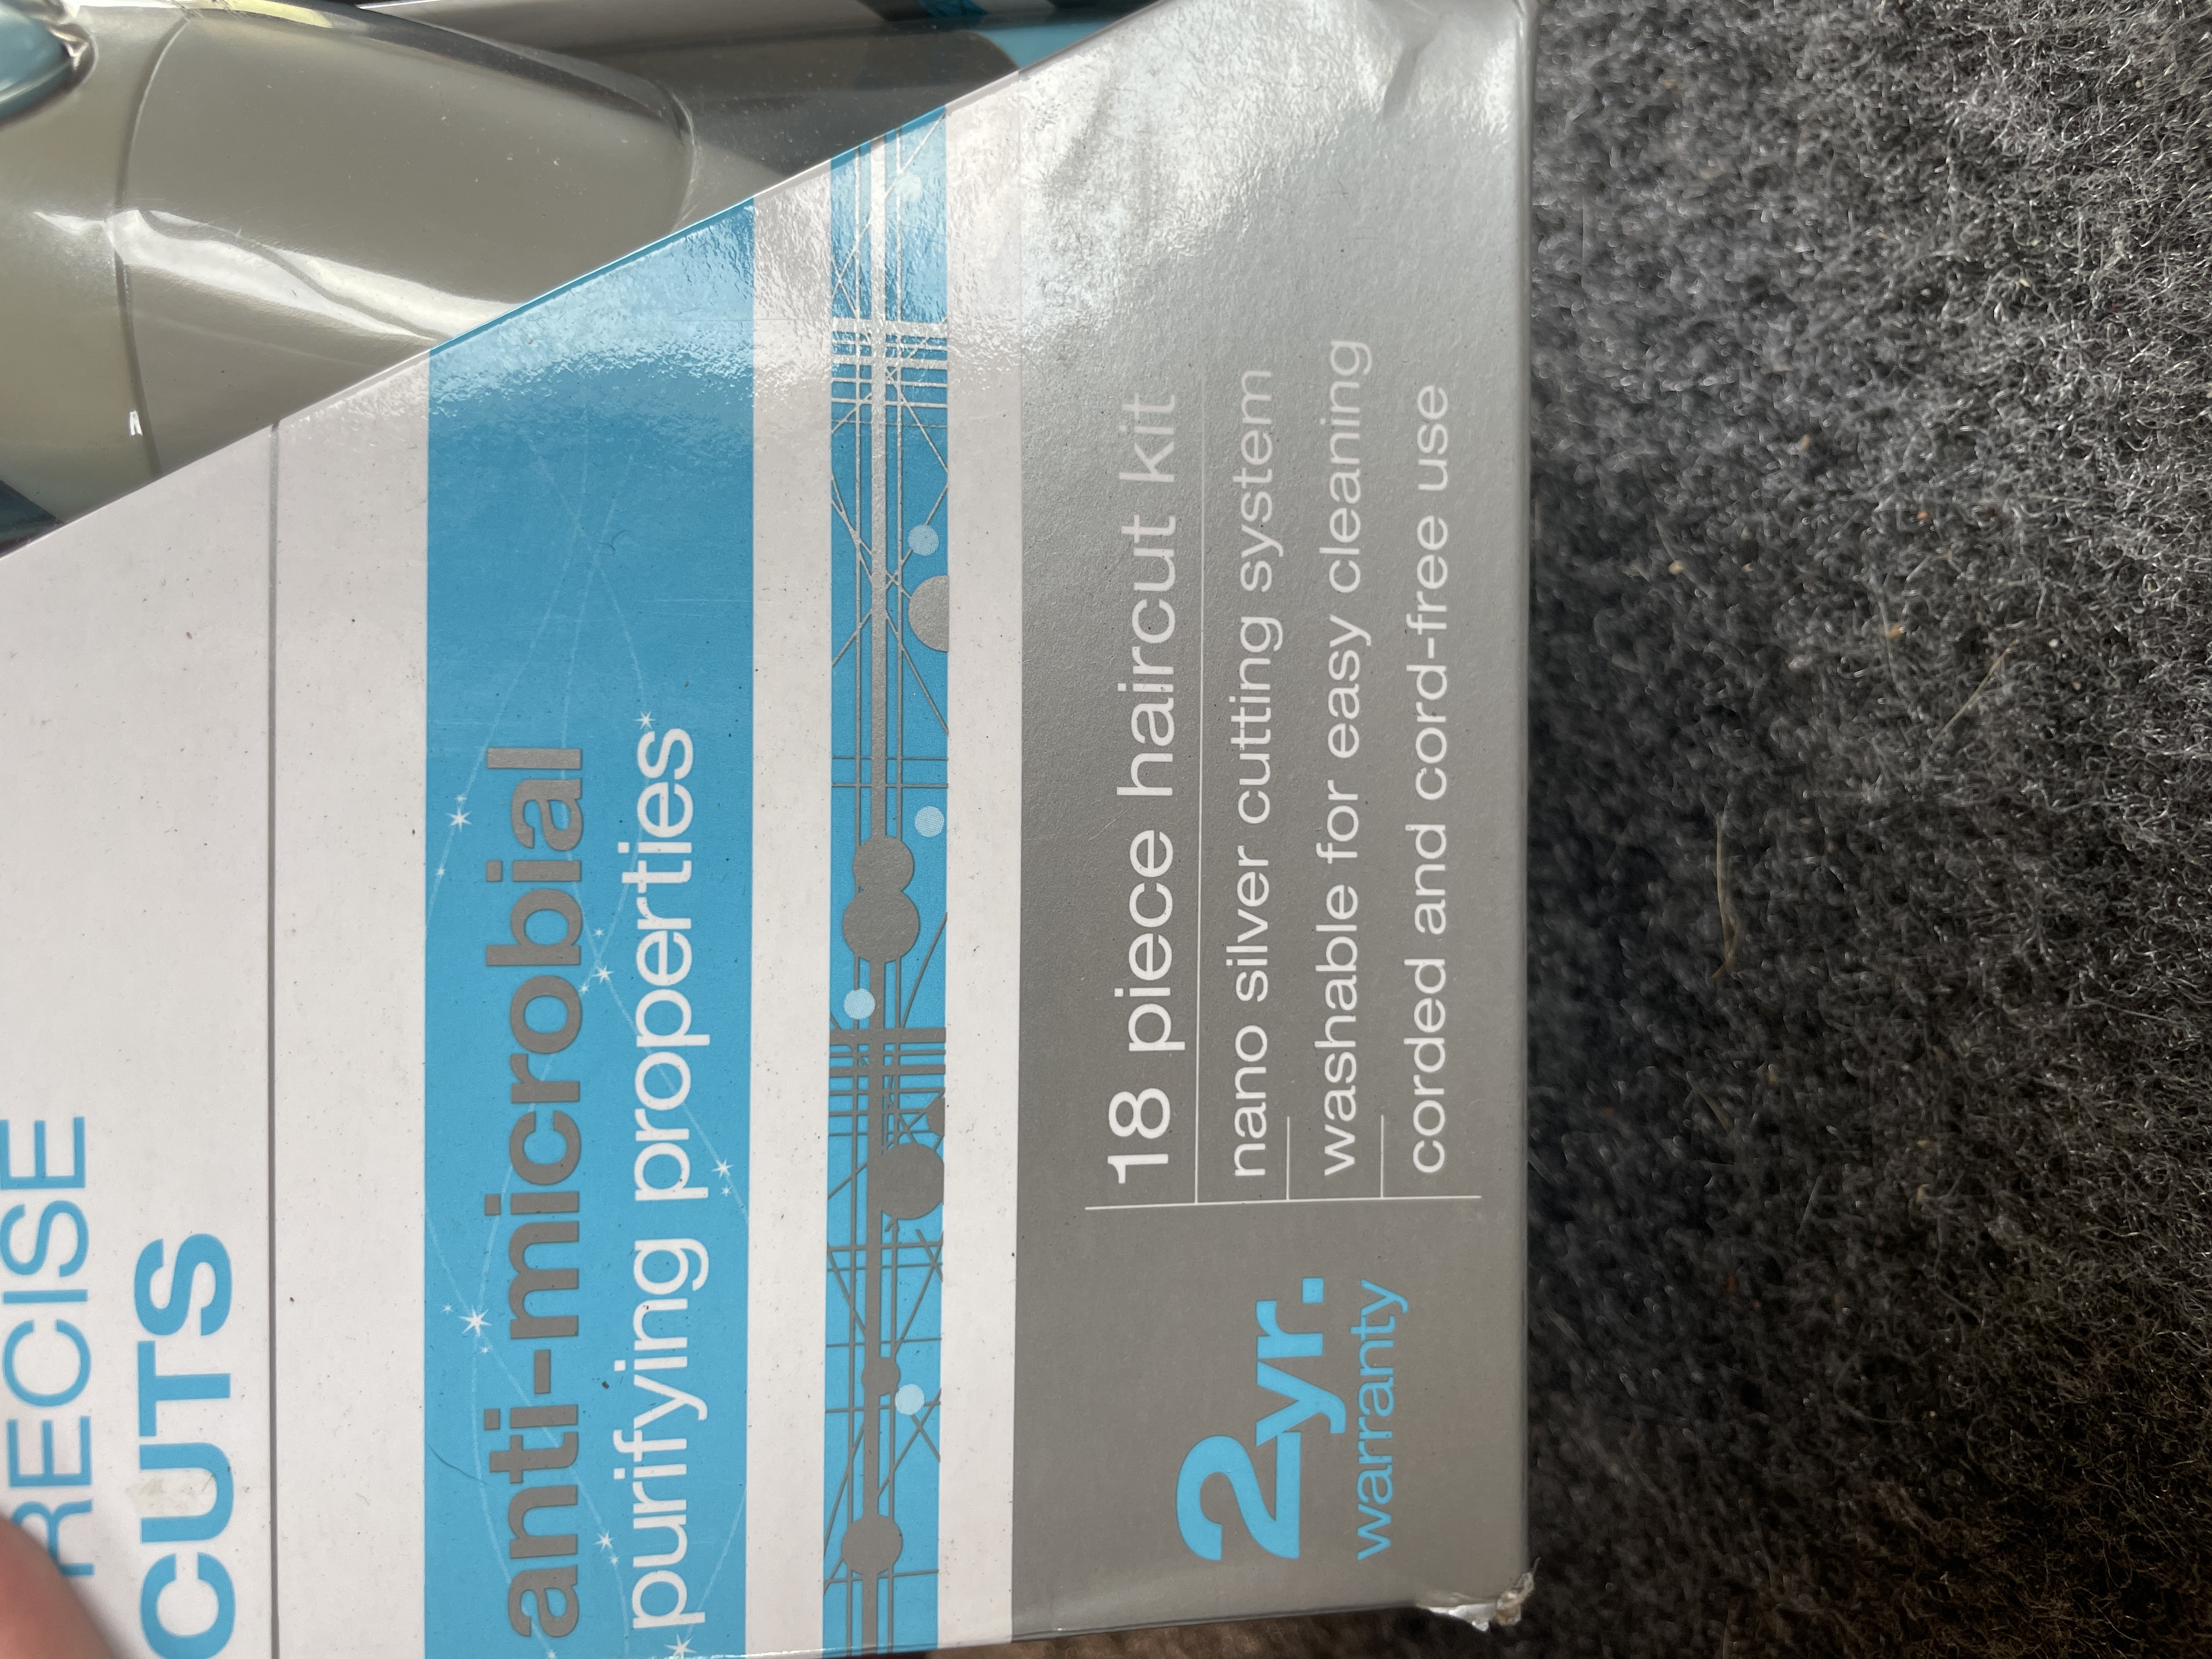 CUTS
anti-microbial
purifying properties
2yr.
warranty
18 piece haircut kit
nano silver cutting system
washable for easy cleaning
corded and cord-free use